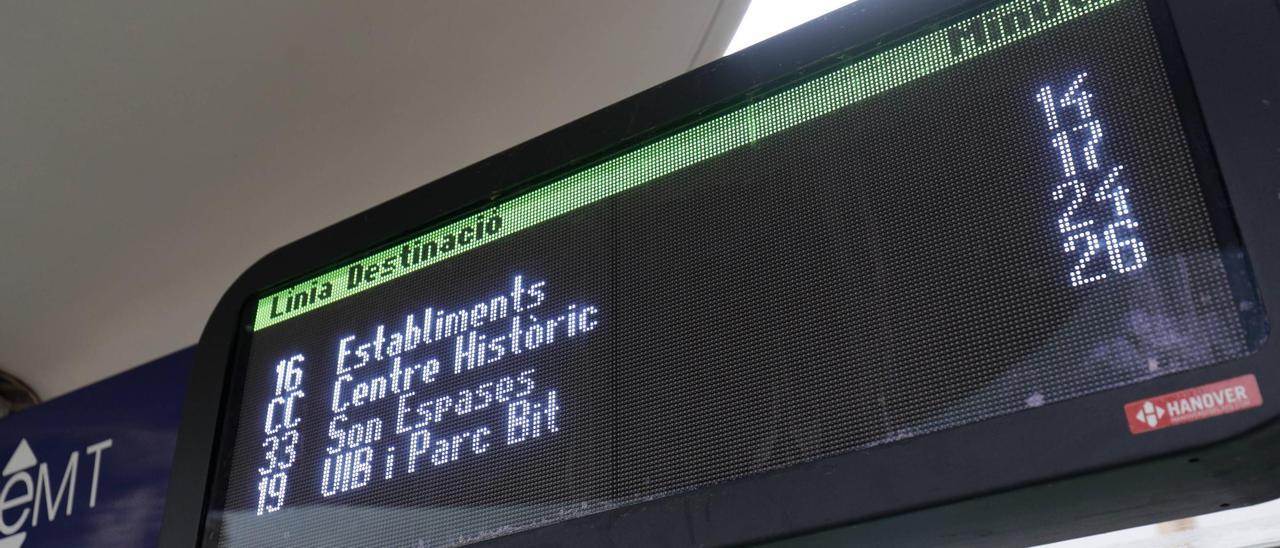 Línia Destinació Minuts
16 Establiments 14
CC Centre Històric 17
33 Son Espases 24
19 UIB i Parc Bit 26
HANOVER
eMT